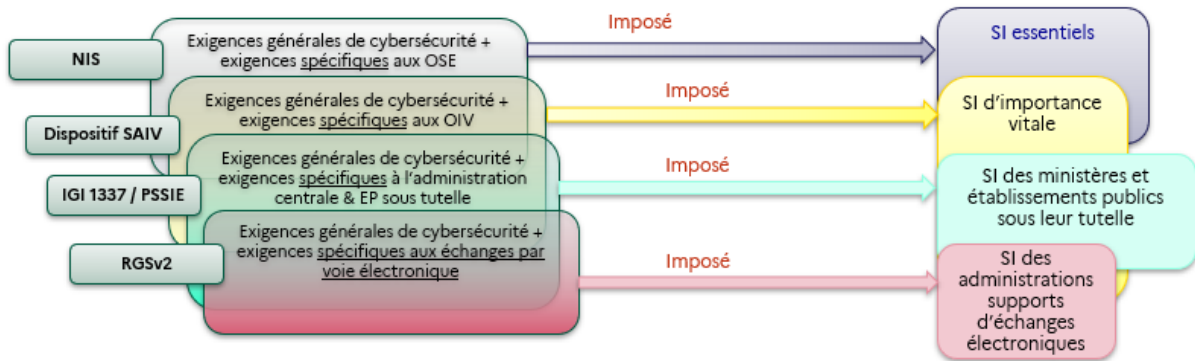 NIS
Exigences générales de cybersécurité +
exigences spécifiques aux OSE
Imposé
SI essentiels
Dispositif SAIV
Exigences générales de cybersécurité +
exigences spécifiques aux OIV
Imposé
SI d'importance
vitale
IGI 1337 / PSSIE
Exigences générales de cybersécurité +
exigences spécifiques à l'administration
centrale & EP sous tutelle
Imposé
SI des ministères et
établissements publics
sous leur tutelle
RGSv2
Exigences générales de cybersécurité +
exigences spécifiques aux échanges par
voie électronique
Imposé
SI des
administrations
supports
d'échanges
électroniques